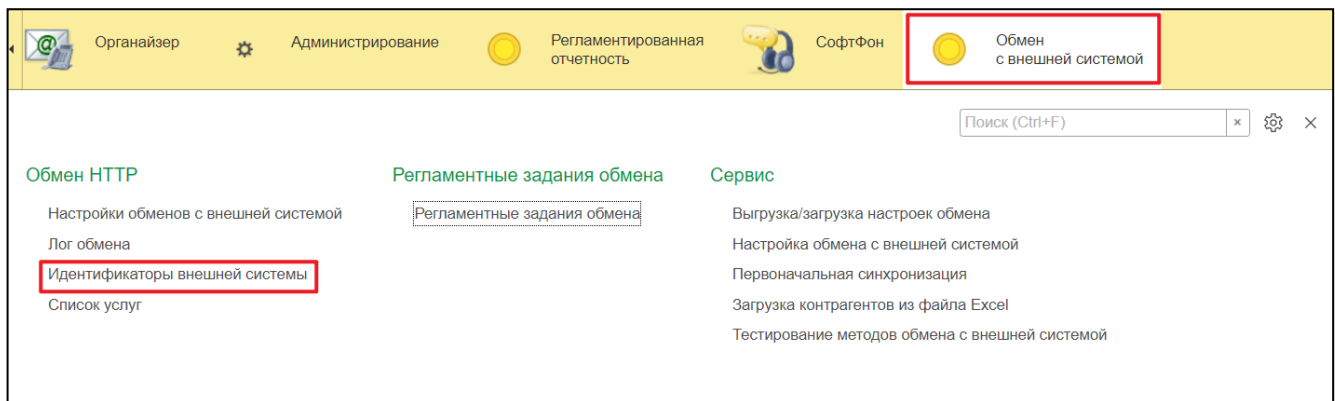 Органайзер
Администрирование
Регламентированная
отчетность
СофтФон
Обмен
с внешней системой
Поиск (Ctrl+F)
Обмен HTTP
Настройки обменов с внешней системой
Лог обмена
Идентификаторы внешней системы
Список услуг
Регламентные задания обмена
Регламентные задания обмена
Сервис
Выгрузка/загрузка настроек обмена
Настройка обмена с внешней системой
Первоначальная синхронизация
Загрузка контрагентов из файла Excel
Тестирование методов обмена с внешней системой